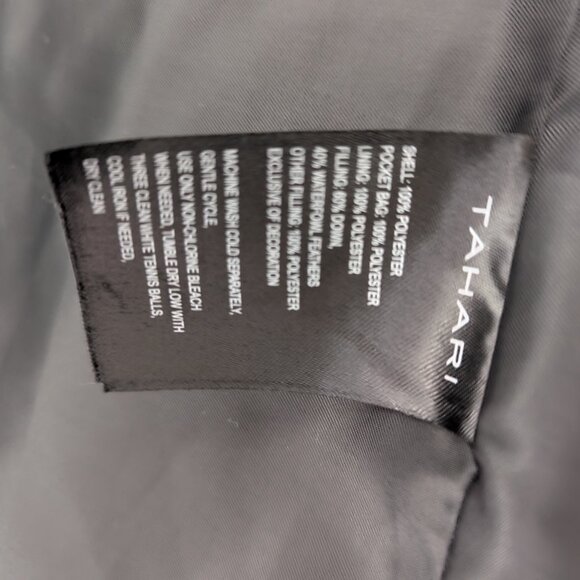 TAHARI
SHELL: 100% POLYESTER
POCKET BAG: 100% POLYESTER
LINING: 100% POLYESTER
FILLING: 60% DOWN,
40% WATERFOWL FEATHERS
OTHER FILLING: 100% POLYESTER
EXCLUSIVE OF DECORATION
MACHINE WASH COLD SEPARATELY,
GENTLE CYCLE,
USE ONLY NON-CHLORINE BLEACH
WHEN NEEDED, TUMBLE DRY LOW WITH
THREE CLEAN WHITE TENNIS BALLS,
COOL IRON IF NEEDED,
DRY CLEAN